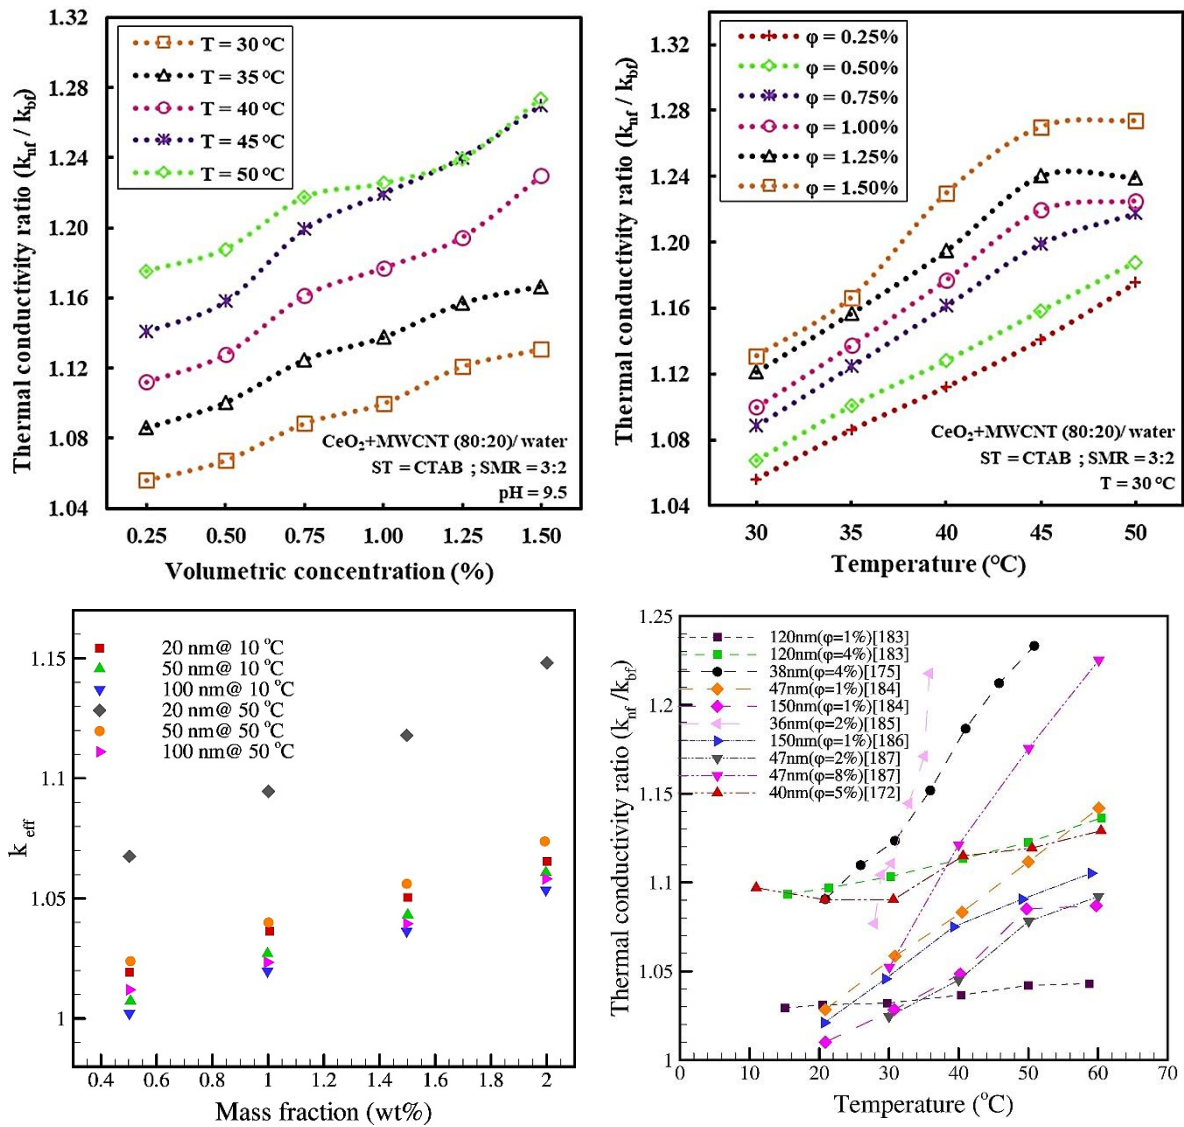 Thermal conductivity ratio (k_nf / k_bf)
1.32
1.28
1.24
1.20
1.16
1.12
1.08
1.04
T = 30 °C
T = 35 °C
T = 40 °C
T = 45 °C
T = 50 °C
CeO₂+MWCNT (80:20)/ water
ST = CTAB ; SMR = 3:2
pH = 9.5
0.25 0.50 0.75 1.00 1.25 1.50
Volumetric concentration (%)
Thermal conductivity ratio (k_nf / k_bf)
1.32
1.28
1.24
1.20
1.16
1.12
1.08
1.04
φ = 0.25%
φ = 0.50%
φ = 0.75%
φ = 1.00%
φ = 1.25%
φ = 1.50%
CeO₂+MWCNT (80:20)/ water
ST = CTAB ; SMR = 3:2
T = 30 °C
30 35 40 45 50
Temperature (°C)
k_eff
1.15
1.1
1.05
1
20 nm@ 10 °C
50 nm@ 10 °C
100 nm@ 10 °C
20 nm@ 50 °C
50 nm@ 50 °C
100 nm@ 50 °C
0.4 0.6 0.8 1 1.2 1.4 1.6 1.8 2
Mass fraction (wt%)
Thermal conductivity ratio (k_nf /k_bf)
1.25
1.2
1.15
1.1
1.05
1
120nm(φ=1%)[183]
120nm(φ=4%)[183]
38nm(φ=4%)[175]
47nm(φ=1%)[184]
150nm(φ=1%)[184]
36nm(φ=2%)[185]
150nm(φ=1%)[186]
47nm(φ=2%)[187]
47nm(φ=8%)[187]
40nm(φ=5%)[172]
0 10 20 30 40 50 60 70
Temperature (°C)